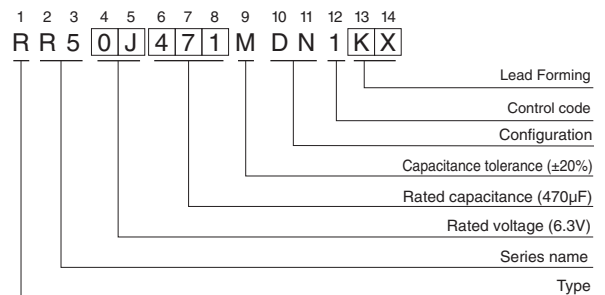 1 2 3 4 5 6 7 8 9 10 11 12 13 14
R R 5 0 J 4 7 1 M D N 1 K X
Lead Forming
Control code
Configuration
Capacitance tolerance (±20%)
Rated capacitance (470μF)
Rated voltage (6.3V)
Series name
Type